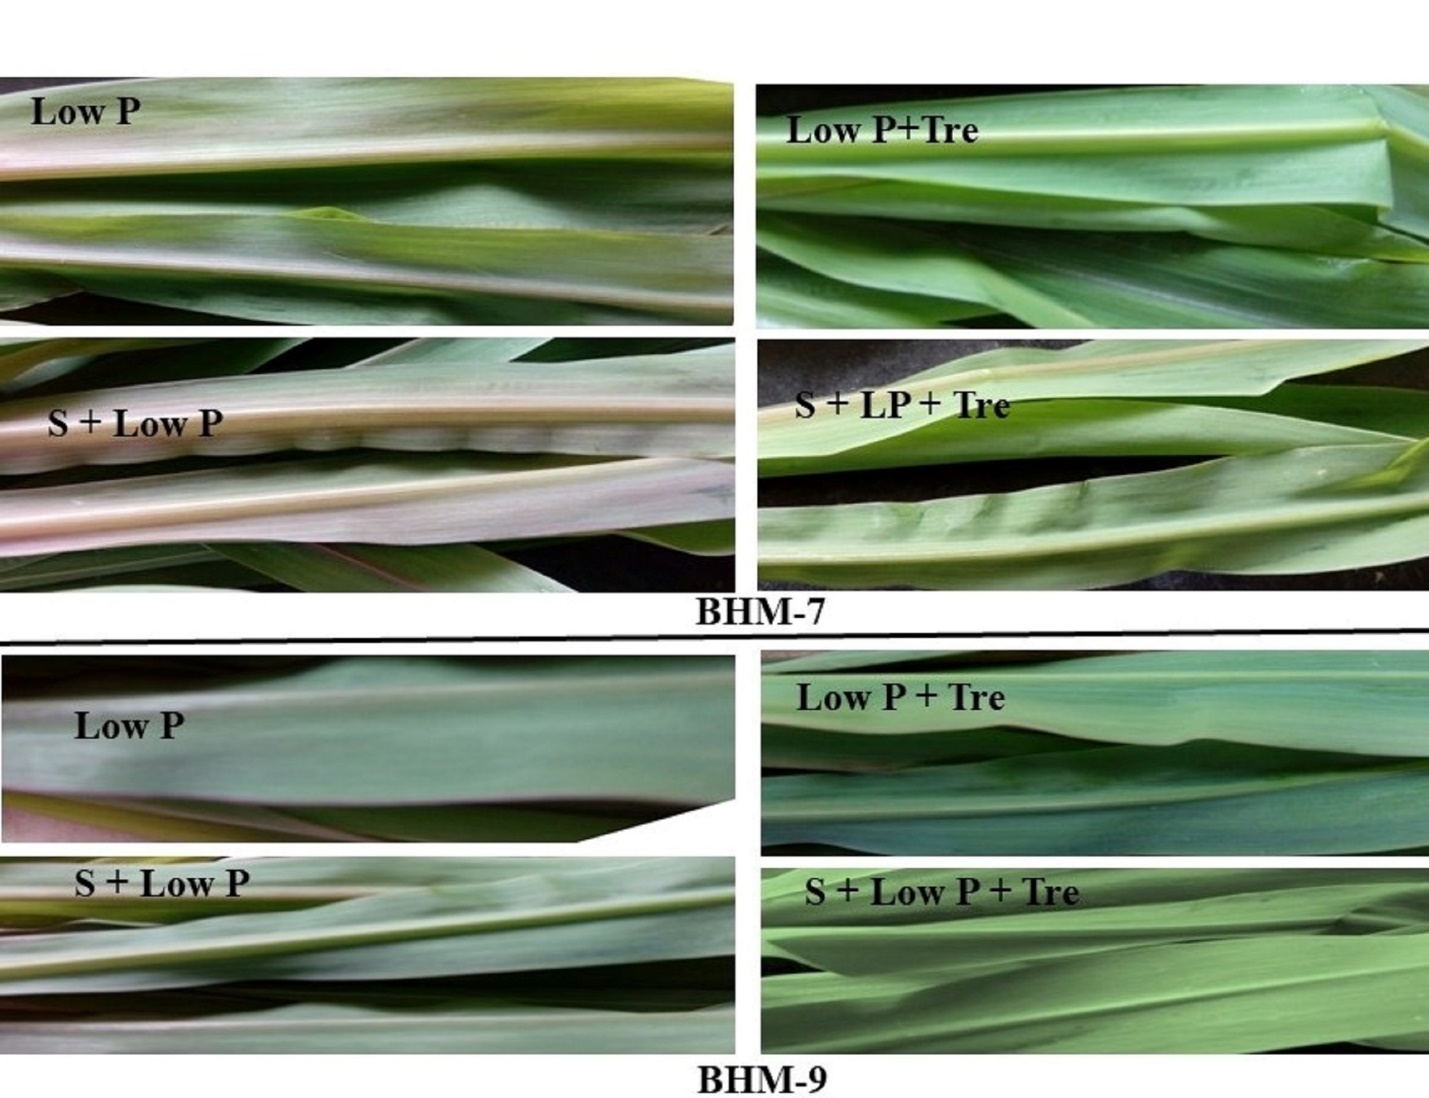 Low P
Low P+Tre
S + Low P
S + LP + Tre
BHM-7
Low P
Low P + Tre
S + Low P
S + Low P + Tre
BHM-9